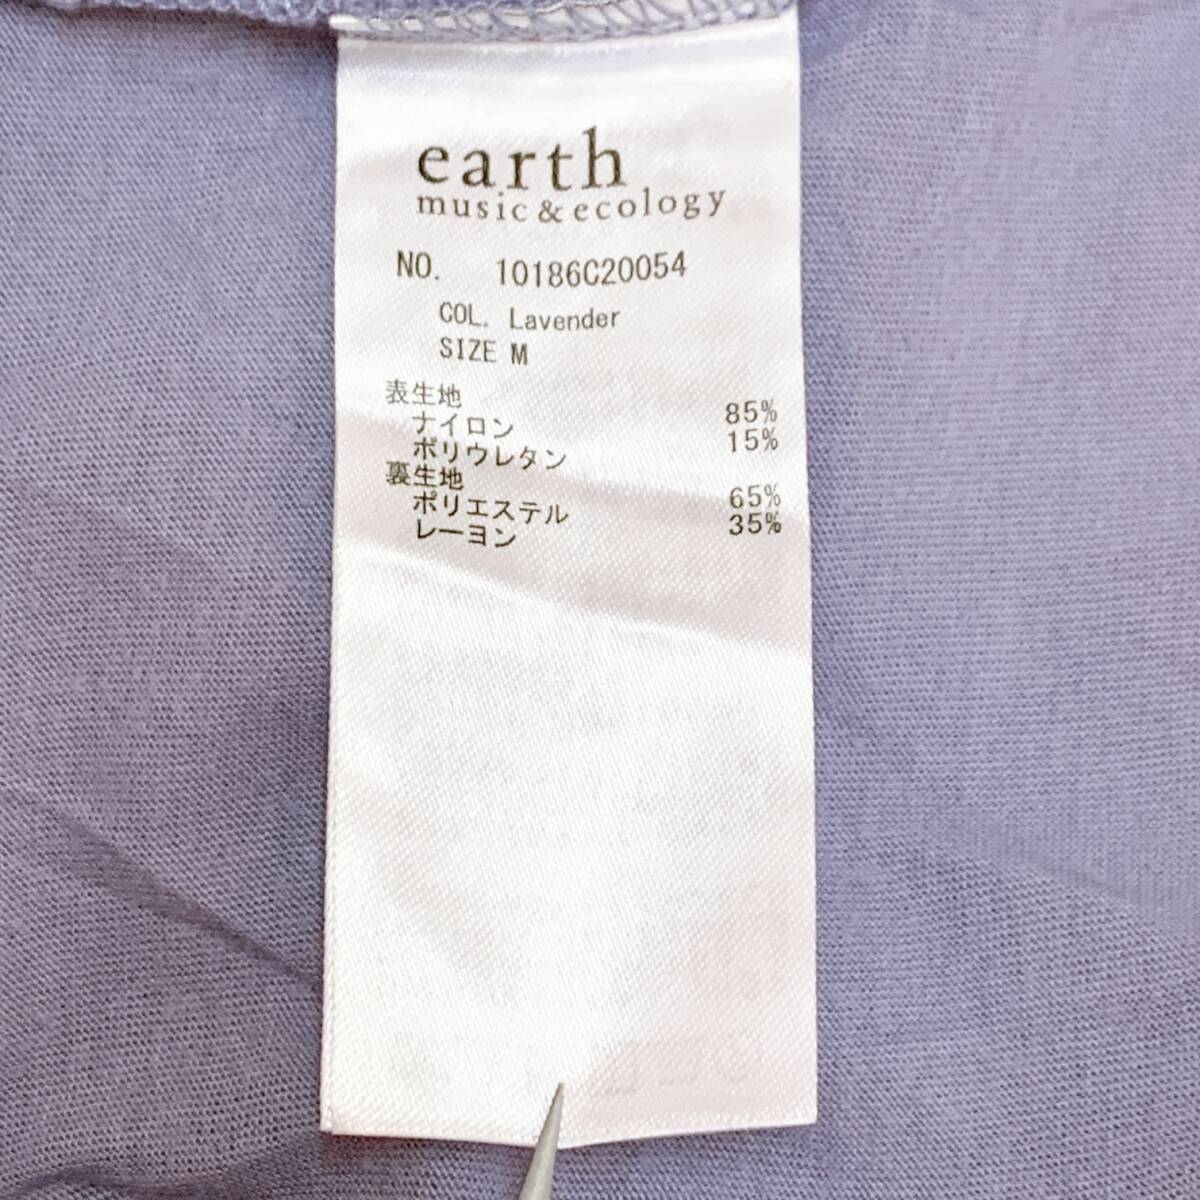 earth
music & ecology
NO. 10186C20054
COL. Lavender
SIZE M
表生地
ナイロン 85%
ポリウレタン 15%
裏生地
ポリエステル 65%
レーヨン 35%